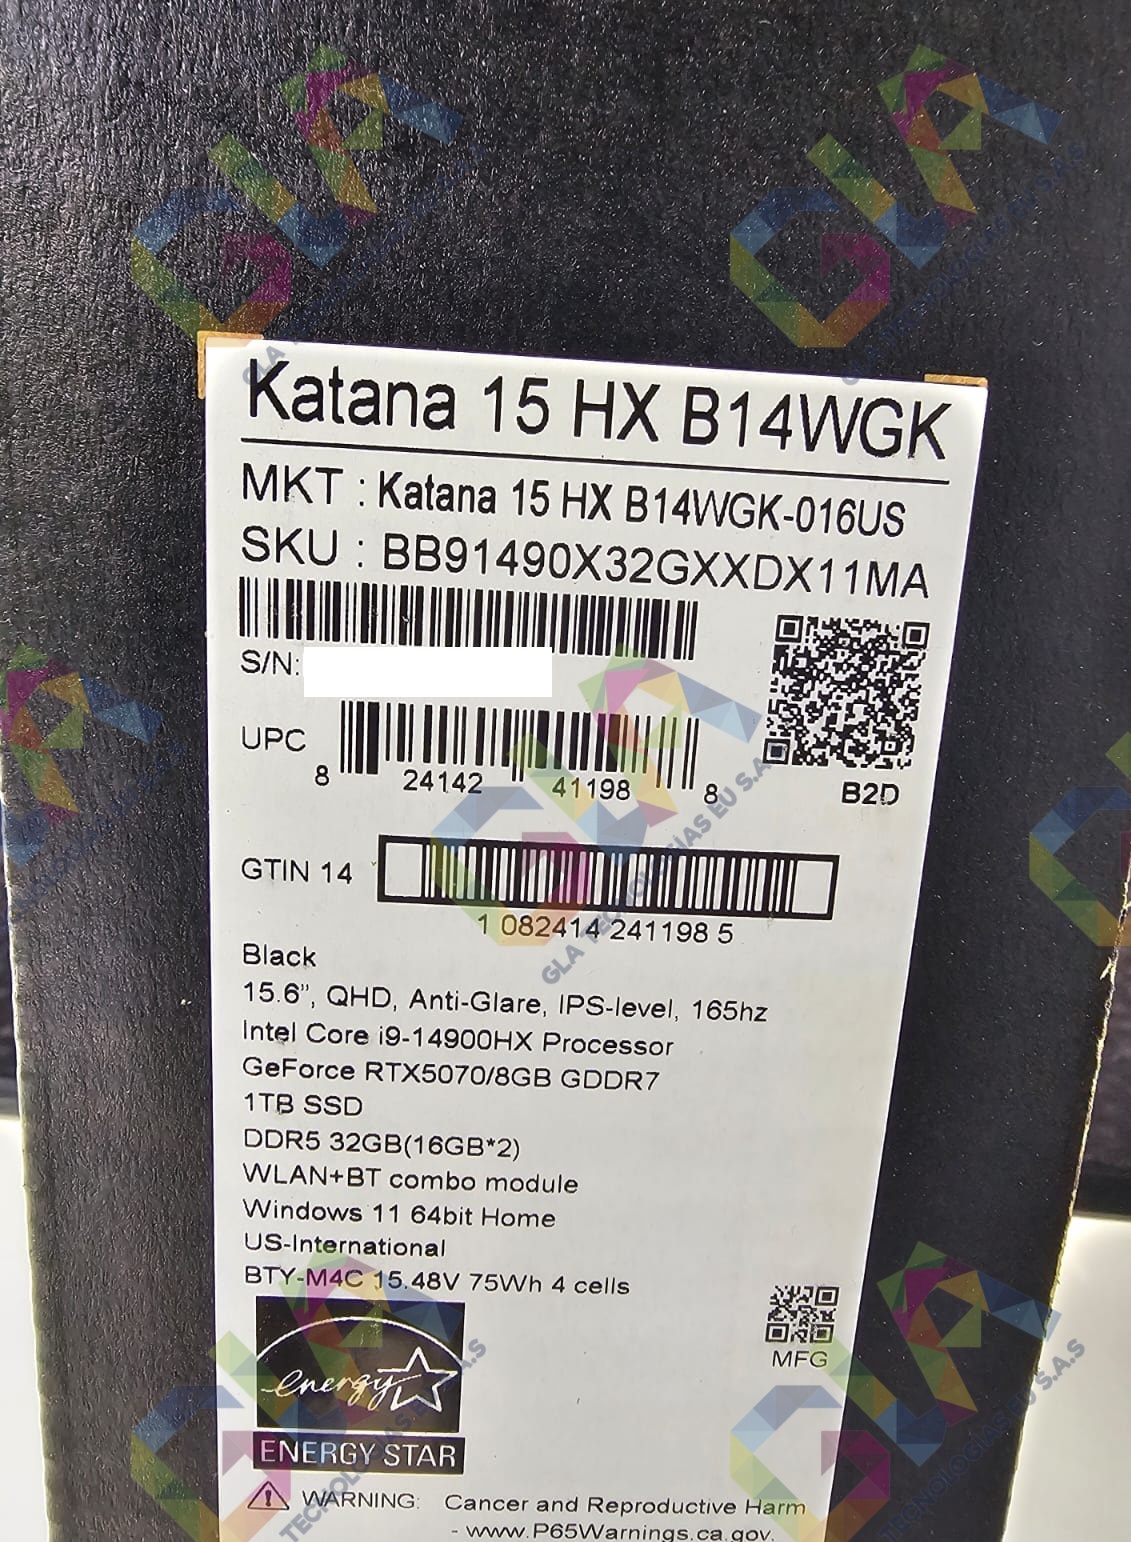 Katana 15 HX B14WGK
MKT : Katana 15 HX B14WGK-016US
SKU : BB91490X32GXXDX11MA
S/N:
UPC
8 24142 41198 8
B2D
GTIN 14
1 082414 241198 5
Black
15.6”, QHD, Anti-Glare, IPS-level, 165hz
Intel Core i9-14900HX Processor
GeForce RTX5070/8GB GDDR7
1TB SSD
DDR5 32GB(16GB*2)
WLAN+BT combo module
Windows 11 64bit Home
US-International
BTY-M4C 15.48V 75Wh 4 cells
MFG
energy
ENERGY STAR
WARNING: Cancer and Reproductive Harm
- www.P65Warnings.ca.gov.
GLA TECNOLOGÍAS EU S.A.S